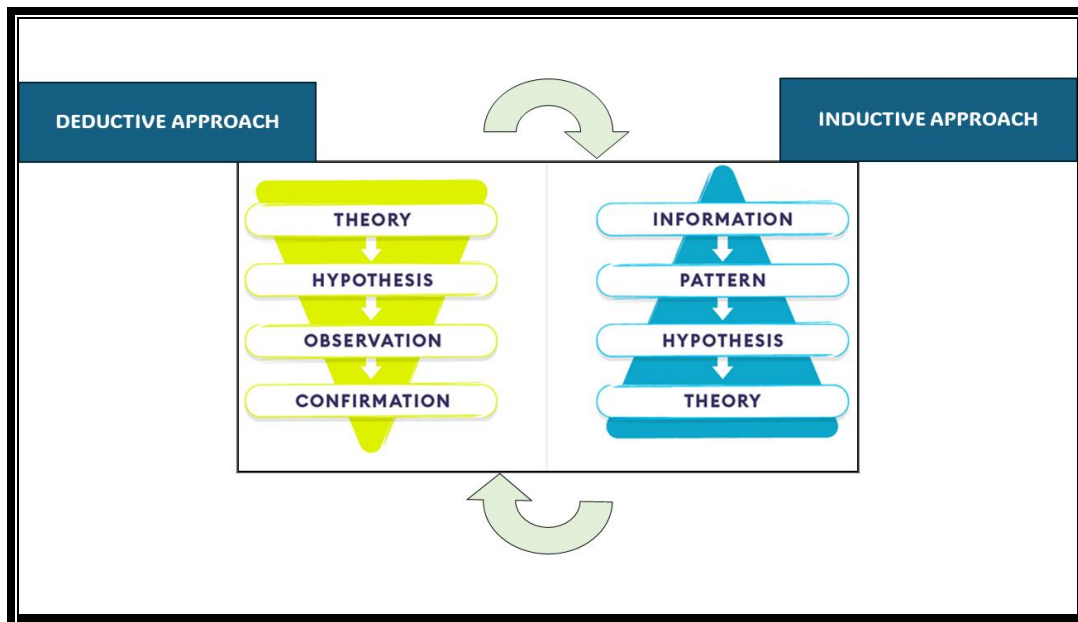 DEDUCTIVE APPROACH
INDUCTIVE APPROACH
THEORY
HYPOTHESIS
OBSERVATION
CONFIRMATION
INFORMATION
PATTERN
HYPOTHESIS
THEORY